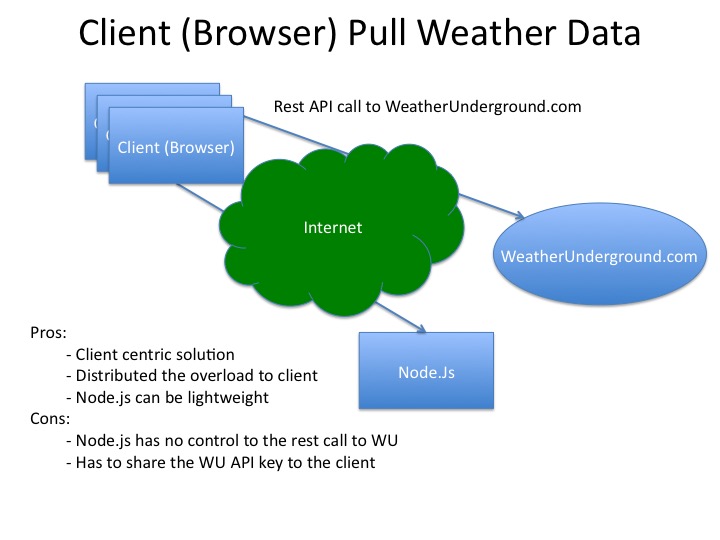 Client (Browser) Pull Weather Data
Rest API call to WeatherUnderground.com
Client (Browser)
Internet
WeatherUnderground.com
Node.Js
Pros:
- Client centric solution
- Distributed the overload to client
- Node.js can be lightweight
Cons:
- Node.js has no control to the rest call to WU
- Has to share the WU API key to the client